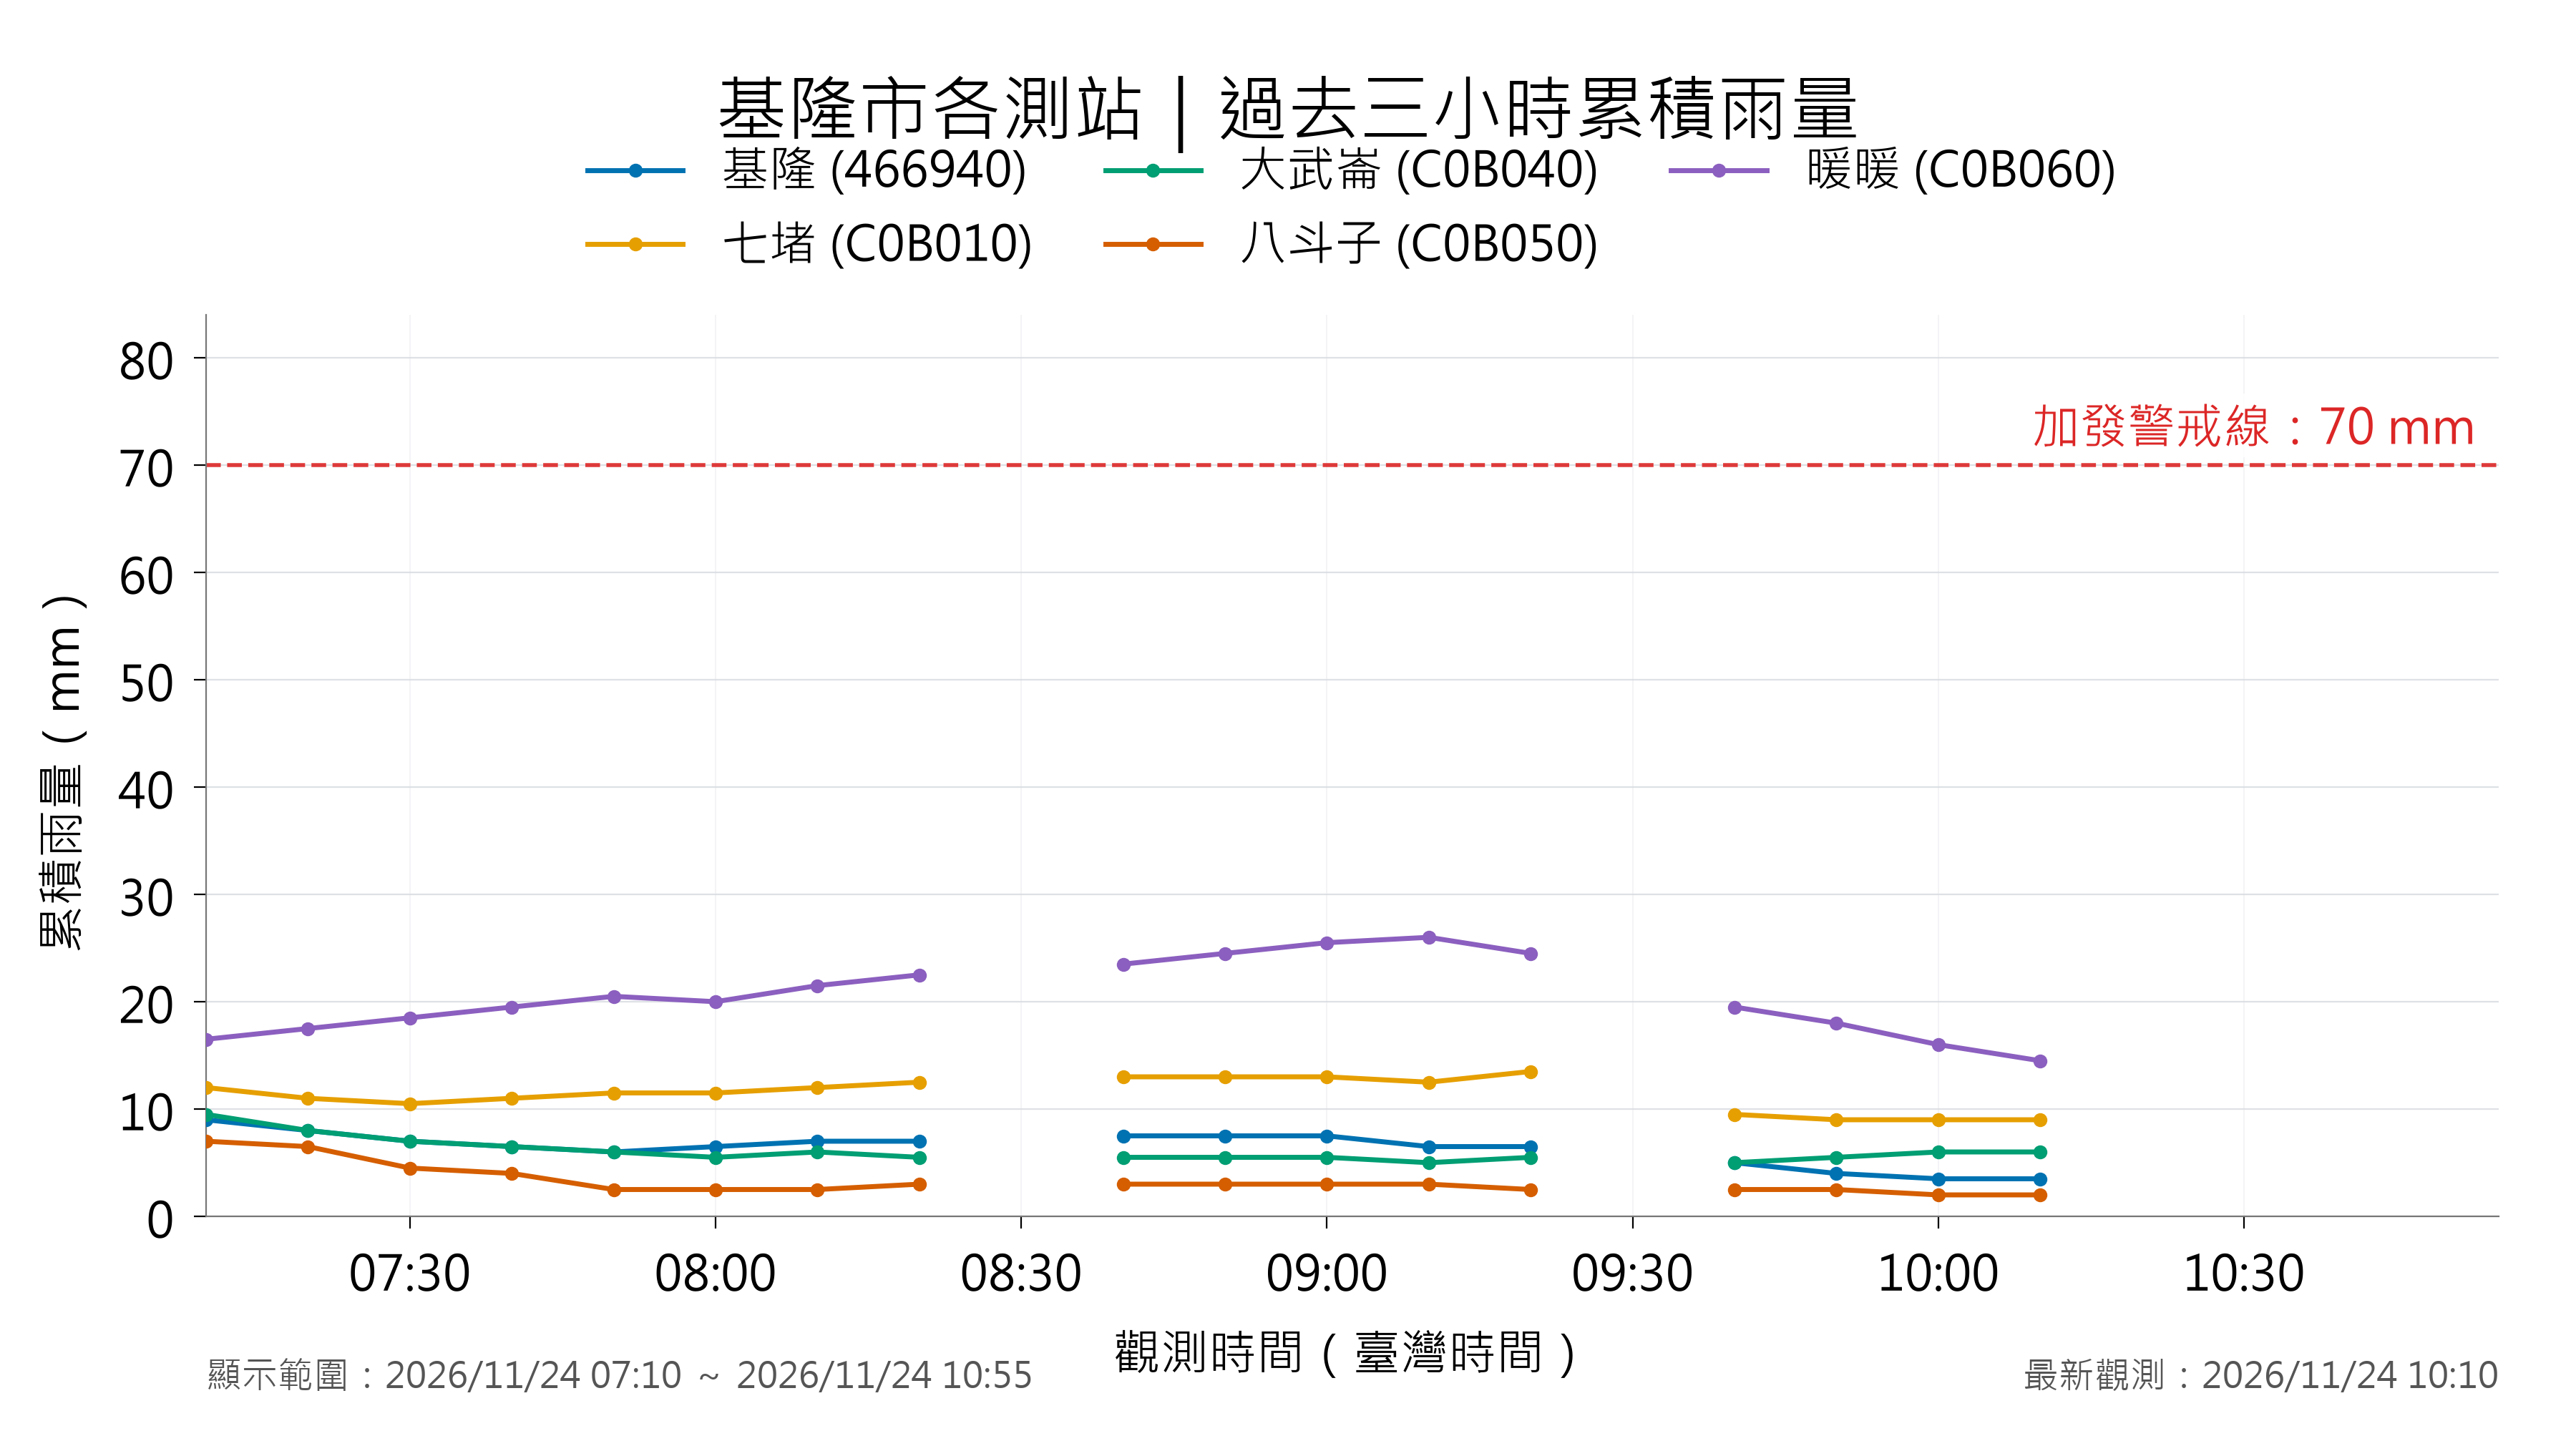 基隆市各測站｜過去三小時累積雨量
基隆 (466940)
大武崙 (C0B040)
暖暖 (C0B060)
七堵 (C0B010)
八斗子 (C0B050)
累積雨量（mm）
80
70
60
50
40
30
20
10
0
加發警戒線：70 mm
07:30
08:00
08:30
09:00
09:30
10:00
10:30
觀測時間（臺灣時間）
顯示範圍：2026/11/24 07:10 ~ 2026/11/24 10:55
最新觀測：2026/11/24 10:10